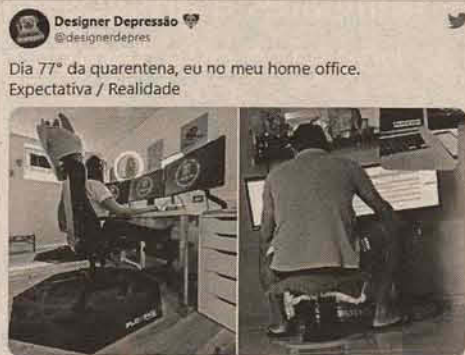 Designer Depressão
@designerdepres
Dia 77° da quarentena, eu no meu home office.
Expectativa / Realidade